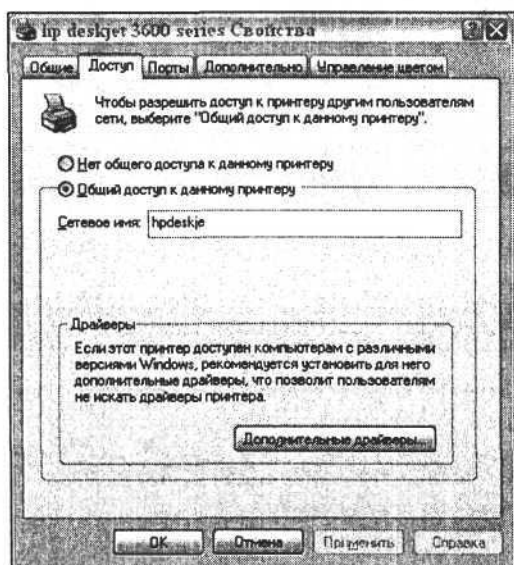 hp deskjet 3600 series Свойства
Общие Доступ Порты Дополнительно Управление цветом
Чтобы разрешить доступ к принтеру другим пользователям
сети, выберите "Общий доступ к данному принтеру".
Нет общего доступа к данному принтеру
Общий доступ к данному принтеру
Сетевое имя: hpdeskje
Драйверы
Если этот принтер доступен компьютерам с различными
версиями Windows, рекомендуется установить для него
дополнительные драйверы, что позволит пользователям
не искать драйверы принтера.
Дополнительные драйверы...
OK Отмена Применить Справка